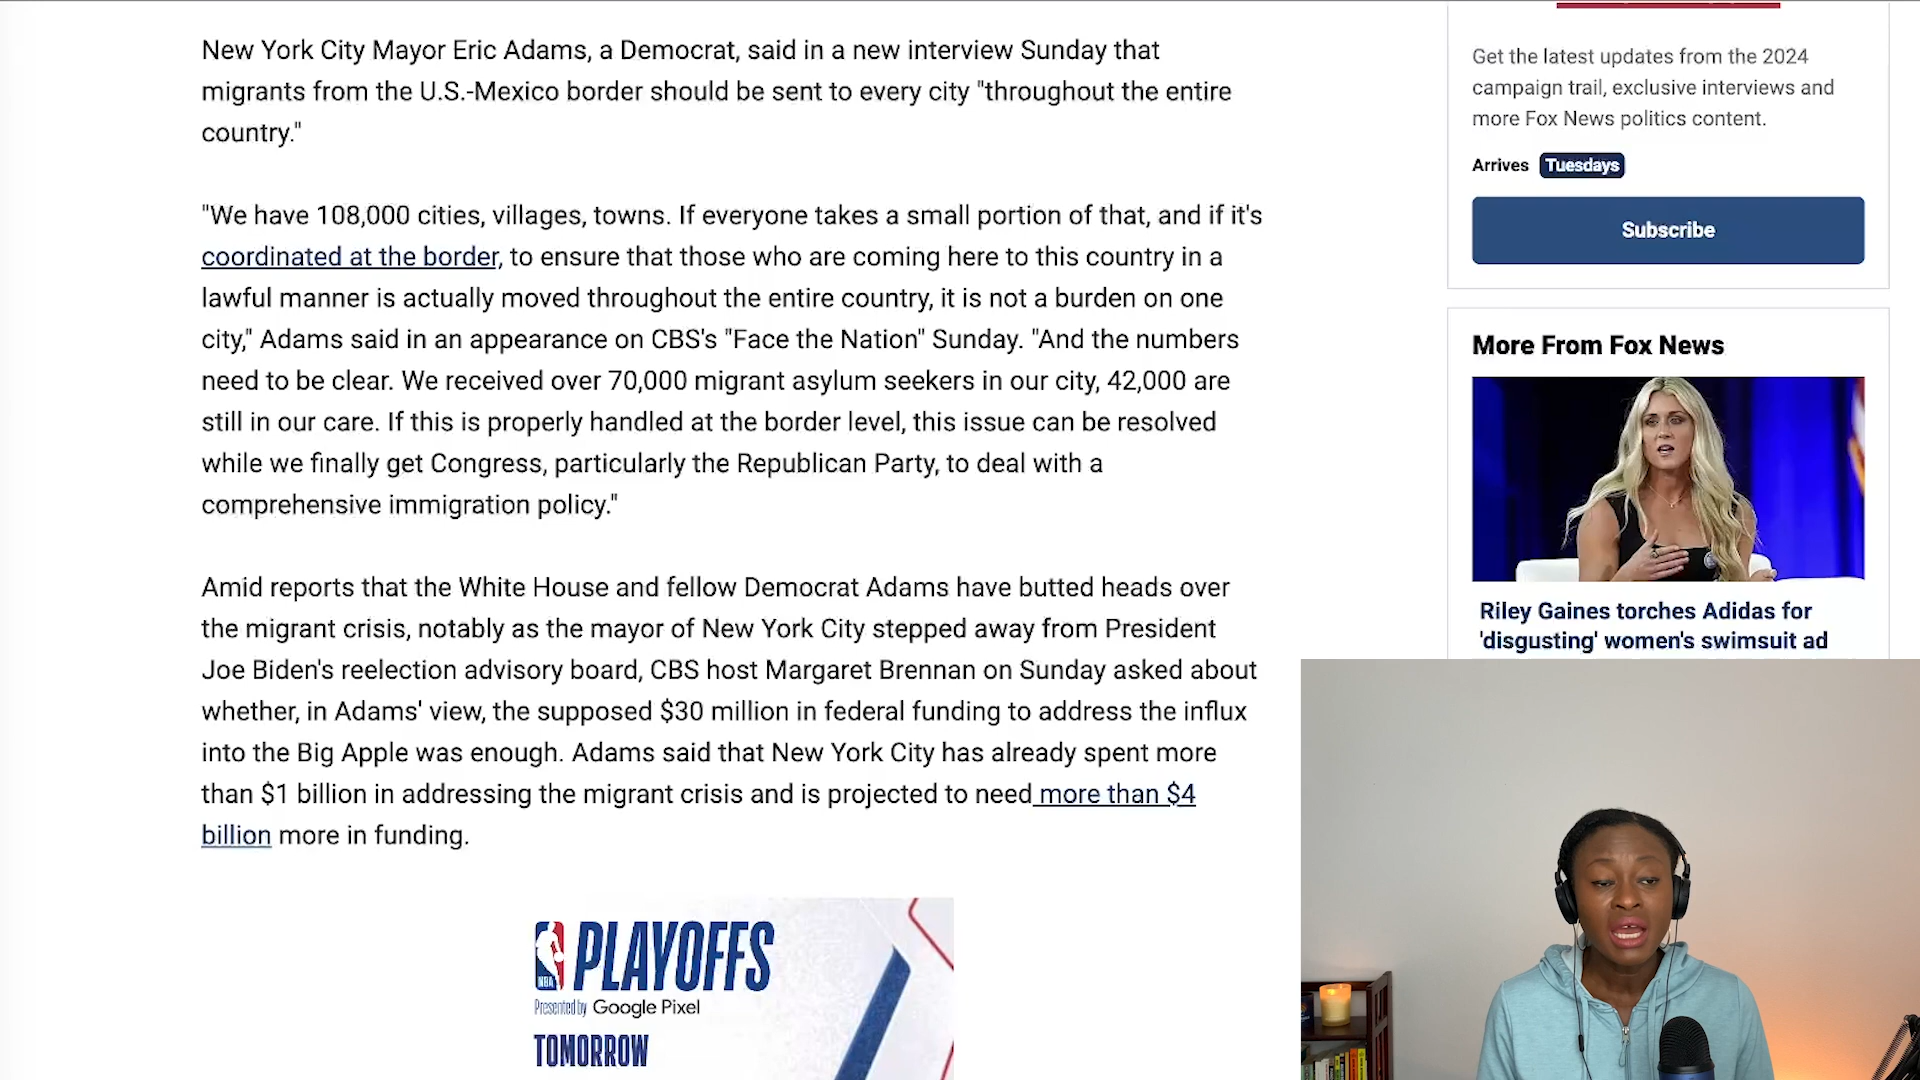 New York City Mayor Eric Adams, a Democrat, said in a new interview Sunday that
migrants from the U.S.-Mexico border should be sent to every city "throughout the entire
country."
"We have 108,000 cities, villages, towns. If everyone takes a small portion of that, and if it's
coordinated at the border, to ensure that those who are coming here to this country in a
lawful manner is actually moved throughout the entire country, it is not a burden on one
city," Adams said in an appearance on CBS's "Face the Nation" Sunday. "And the numbers
need to be clear. We received over 70,000 migrant asylum seekers in our city, 42,000 are
still in our care. If this is properly handled at the border level, this issue can be resolved
while we finally get Congress, particularly the Republican Party, to deal with a
comprehensive immigration policy."
Amid reports that the White House and fellow Democrat Adams have butted heads over
the migrant crisis, notably as the mayor of New York City stepped away from President
Joe Biden's reelection advisory board, CBS host Margaret Brennan on Sunday asked about
whether, in Adams' view, the supposed $30 million in federal funding to address the influx
into the Big Apple was enough. Adams said that New York City has already spent more
than $1 billion in addressing the migrant crisis and is projected to need more than $4
billion more in funding.
NBA
PLAYOFFS
Presented by Google Pixel
TOMORROW
Get the latest updates from the 2024
campaign trail, exclusive interviews and
more Fox News politics content.
Arrives Tuesdays
Subscribe
More From Fox News
Riley Gaines torches Adidas for
'disgusting' women's swimsuit ad